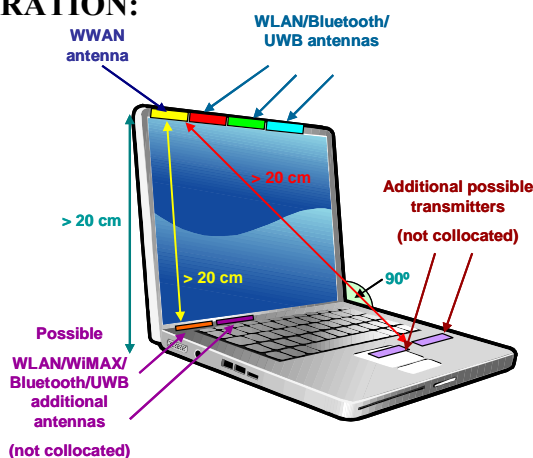 RATION:
WWAN
antenna
WLAN/Bluetooth/
UWB antennas
> 20 cm
> 20 cm
> 20 cm
Additional possible
transmitters
(not collocated)
90º
Possible
WLAN/WiMAX/
Bluetooth/UWB
additional
antennas
(not collocated)